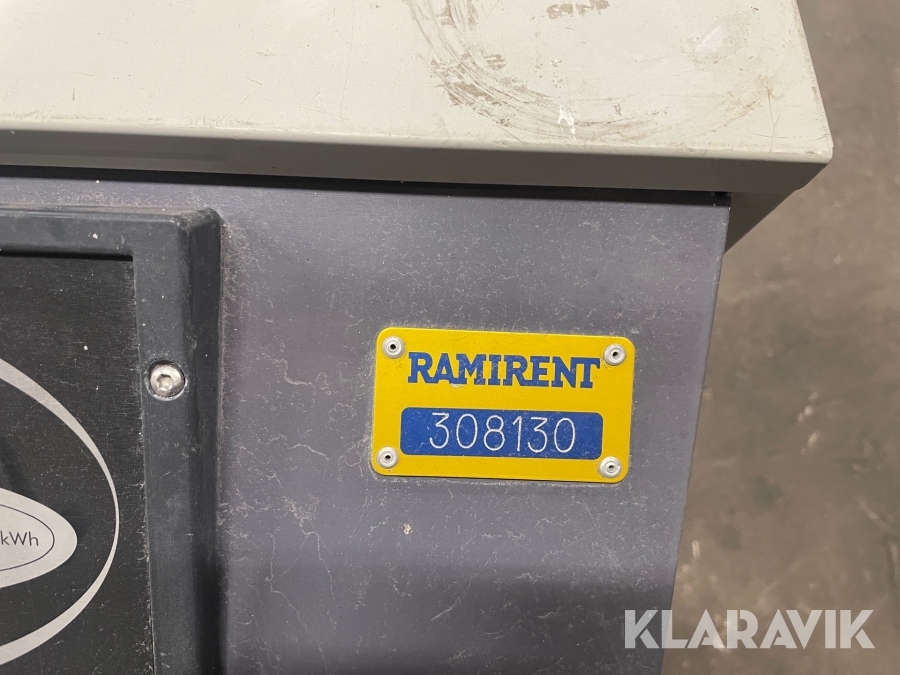 RAMIRENT
308130
kWh
KLARAVIK